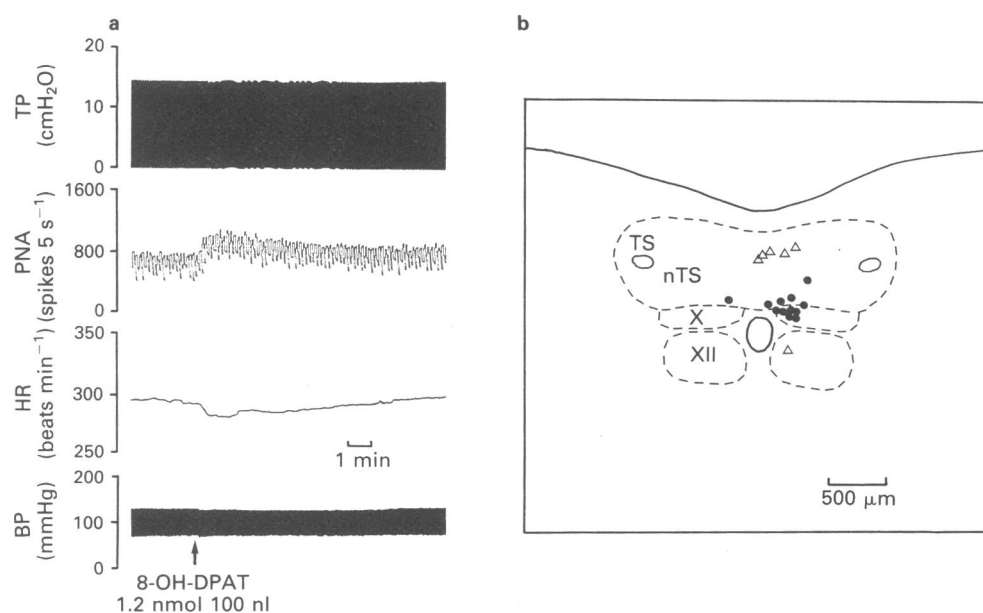 a
TP
(cmH₂O)
20
10
0
PNA
(spikes 5 s⁻¹)
1600
800
0
HR
(beats min⁻¹)
350
300
250
1 min
BP
(mmHg)
200
100
0
8-OH-DPAT
1.2 nmol 100 nl
b
TS
nTS
X
XII
500 μm